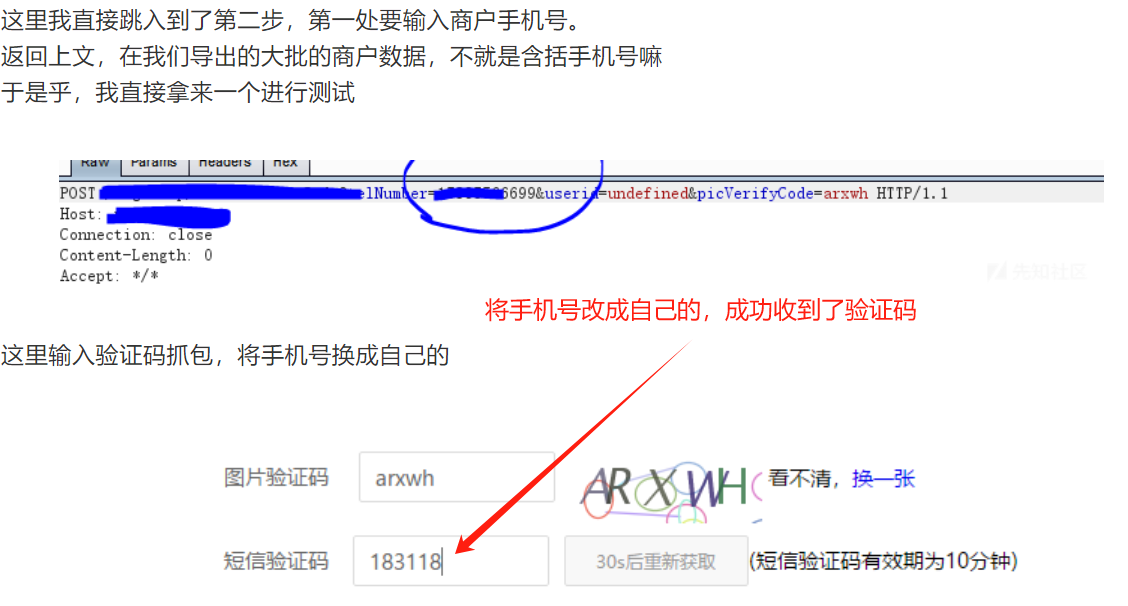 这里我直接跳入到了第二步，第一处要输入商户手机号。
返回上文，在我们导出的大批的商户数据，不就是含括手机号嘛
于是乎，我直接拿来一个进行测试
Raw Params Headers Hex
POST elNumber= 6699&userid=undefined&picVerifyCode=arxwh HTTP/1.1
Host:
Connection: close
Content-Length: 0
Accept: */*
先知社区
将手机号改成自己的，成功收到了验证码
这里输入验证码抓包，将手机号换成自己的
图片验证码 arxwh ARXWH 看不清，换一张
短信验证码 183118 30s后重新获取 (短信验证码有效期为10分钟)